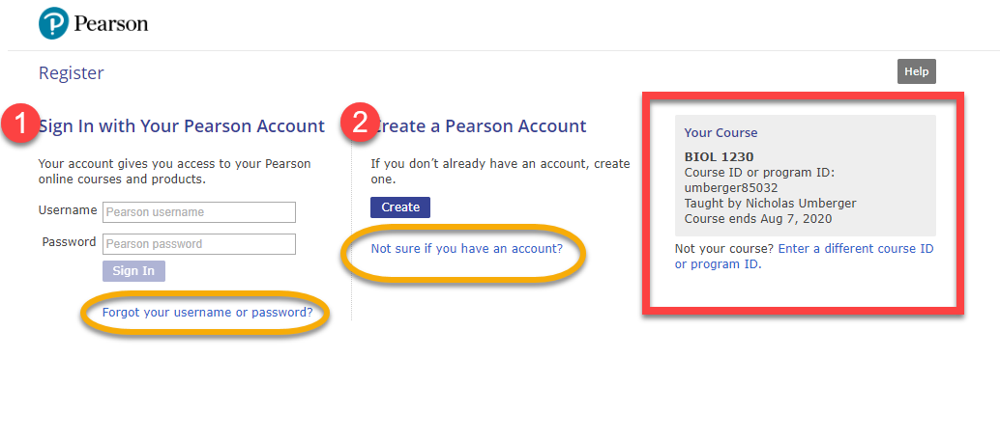 Pearson
Register
Help
1
Sign In with Your Pearson Account
Your account gives you access to your Pearson
online courses and products.
Username
Pearson username
Password
Pearson password
Sign In
Forgot your username or password?
2
Create a Pearson Account
If you don’t already have an account, create
one.
Create
Not sure if you have an account?
Your Course
BIOL 1230
Course ID or program ID:
umberger85032
Taught by Nicholas Umberger
Course ends Aug 7, 2020
Not your course? Enter a different course ID
or program ID.